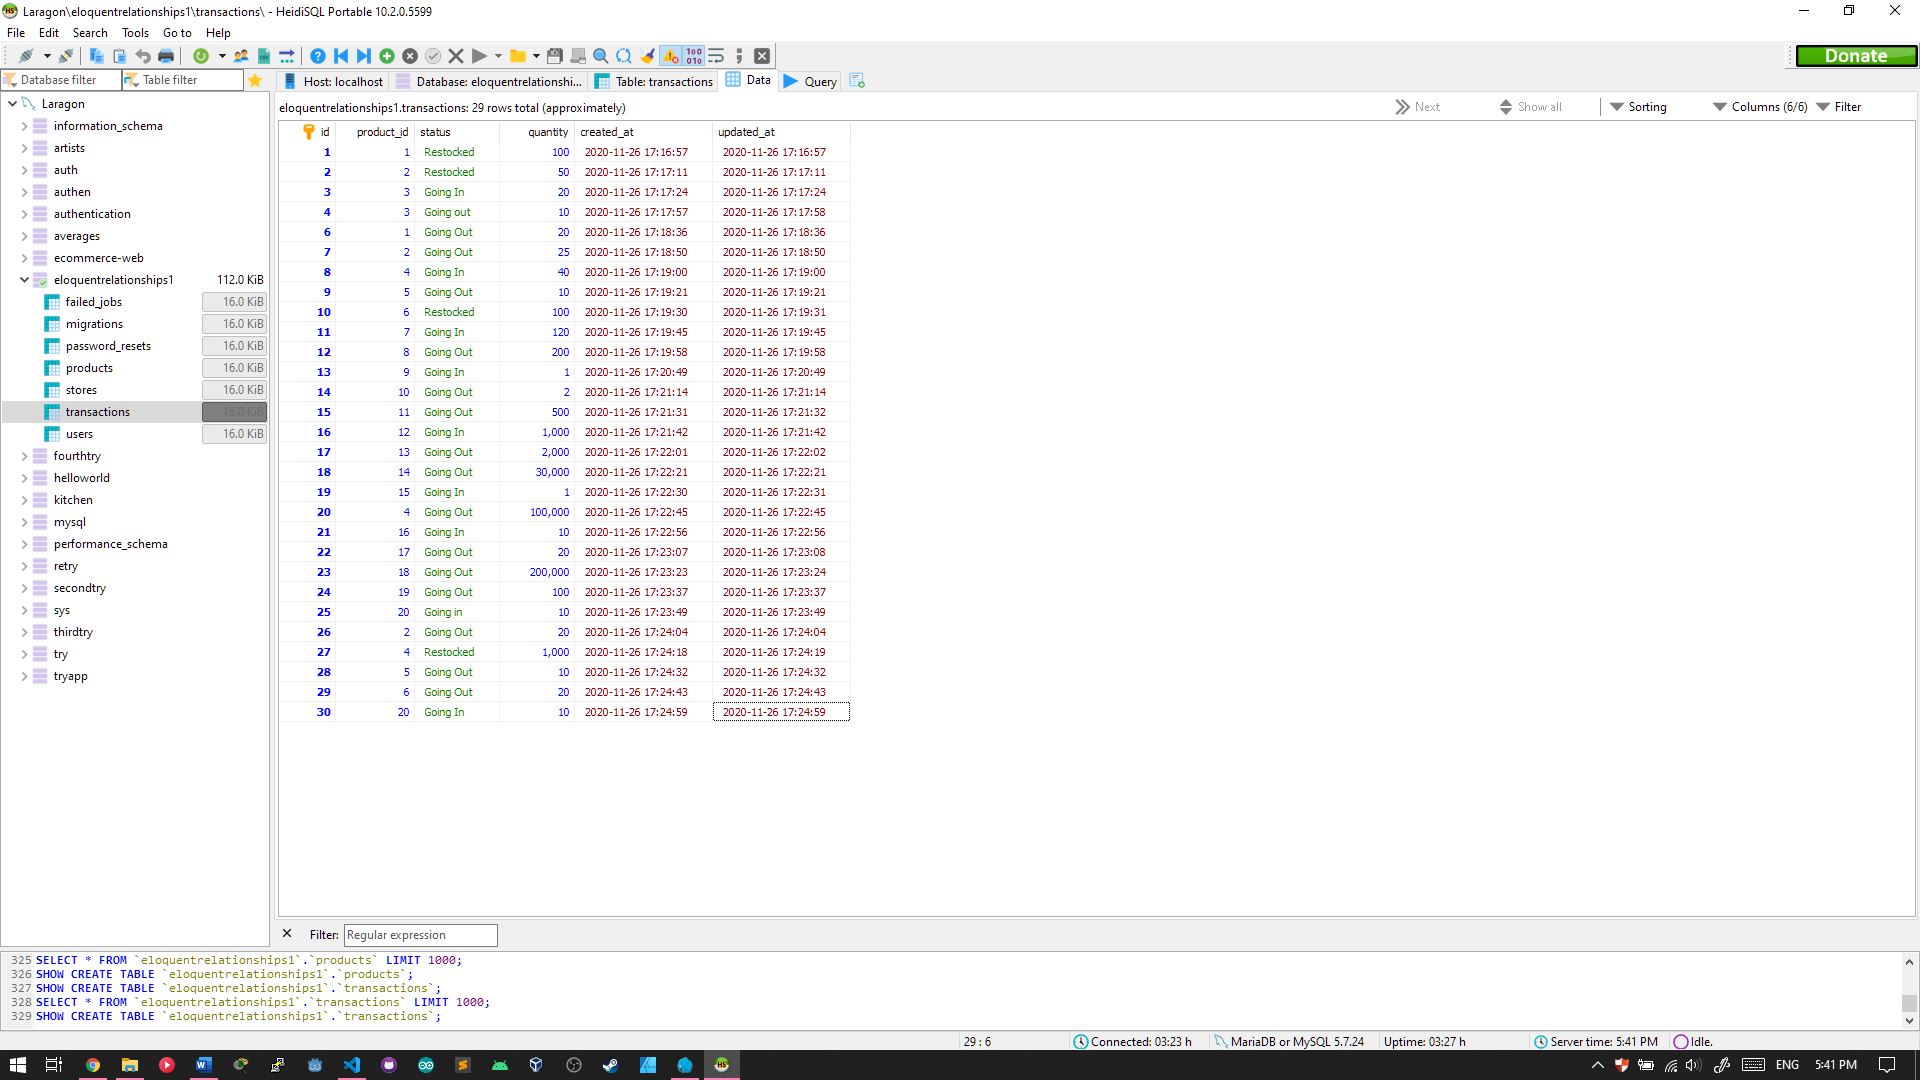 Laragon\eloquentrelationships1\transactions\ - HeidiSQL Portable 10.2.0.5599
File Edit Search Tools Go to Help
Donate
Database filter Table filter
Host: localhost Database: eloquentrelationshi... Table: transactions Data Query
eloquentrelationships1.transactions: 29 rows total (approximately) Next Show all Sorting Columns (6/6) Filter
Laragon
information_schema
artists
auth
authen
authentication
averages
ecommerce-web
eloquentrelationships1 112.0 KiB
failed_jobs 16.0 KiB
migrations 16.0 KiB
password_resets 16.0 KiB
products 16.0 KiB
stores 16.0 KiB
transactions 16.0 KiB
users 16.0 KiB
fourthtry
helloworld
kitchen
mysql
performance_schema
retry
secondtry
sys
thirdtry
try
tryapp
id product_id status quantity created_at updated_at
1 1 Restocked 100 2020-11-26 17:16:57 2020-11-26 17:16:57
2 2 Restocked 50 2020-11-26 17:17:11 2020-11-26 17:17:11
3 3 Going In 20 2020-11-26 17:17:24 2020-11-26 17:17:24
4 3 Going out 10 2020-11-26 17:17:57 2020-11-26 17:17:58
6 1 Going Out 20 2020-11-26 17:18:36 2020-11-26 17:18:36
7 2 Going Out 25 2020-11-26 17:18:50 2020-11-26 17:18:50
8 4 Going In 40 2020-11-26 17:19:00 2020-11-26 17:19:00
9 5 Going Out 10 2020-11-26 17:19:21 2020-11-26 17:19:21
10 6 Restocked 100 2020-11-26 17:19:30 2020-11-26 17:19:31
11 7 Going In 120 2020-11-26 17:19:45 2020-11-26 17:19:45
12 8 Going Out 200 2020-11-26 17:19:58 2020-11-26 17:19:58
13 9 Going In 1 2020-11-26 17:20:49 2020-11-26 17:20:49
14 10 Going Out 2 2020-11-26 17:21:14 2020-11-26 17:21:14
15 11 Going Out 500 2020-11-26 17:21:31 2020-11-26 17:21:32
16 12 Going In 1,000 2020-11-26 17:21:42 2020-11-26 17:21:42
17 13 Going Out 2,000 2020-11-26 17:22:01 2020-11-26 17:22:02
18 14 Going Out 30,000 2020-11-26 17:22:21 2020-11-26 17:22:21
19 15 Going In 1 2020-11-26 17:22:30 2020-11-26 17:22:31
20 4 Going Out 100,000 2020-11-26 17:22:45 2020-11-26 17:22:45
21 16 Going In 10 2020-11-26 17:22:56 2020-11-26 17:22:56
22 17 Going Out 20 2020-11-26 17:23:07 2020-11-26 17:23:08
23 18 Going Out 200,000 2020-11-26 17:23:23 2020-11-26 17:23:24
24 19 Going Out 100 2020-11-26 17:23:37 2020-11-26 17:23:37
25 20 Going in 10 2020-11-26 17:23:49 2020-11-26 17:23:49
26 2 Going Out 20 2020-11-26 17:24:04 2020-11-26 17:24:04
27 4 Restocked 1,000 2020-11-26 17:24:18 2020-11-26 17:24:19
28 5 Going Out 10 2020-11-26 17:24:32 2020-11-26 17:24:32
29 6 Going Out 20 2020-11-26 17:24:43 2020-11-26 17:24:43
30 20 Going In 10 2020-11-26 17:24:59 2020-11-26 17:24:59
Filter: Regular expression
325 SELECT * FROM `eloquentrelationships1`.`products` LIMIT 1000;
326 SHOW CREATE TABLE `eloquentrelationships1`.`products`;
327 SHOW CREATE TABLE `eloquentrelationships1`.`transactions`;
328 SELECT * FROM `eloquentrelationships1`.`transactions` LIMIT 1000;
329 SHOW CREATE TABLE `eloquentrelationships1`.`transactions`;
29 : 6 Connected: 03:23 h MariaDB or MySQL 5.7.24 Uptime: 03:27 h Server time: 5:41 PM Idle.
ENG 5:41 PM